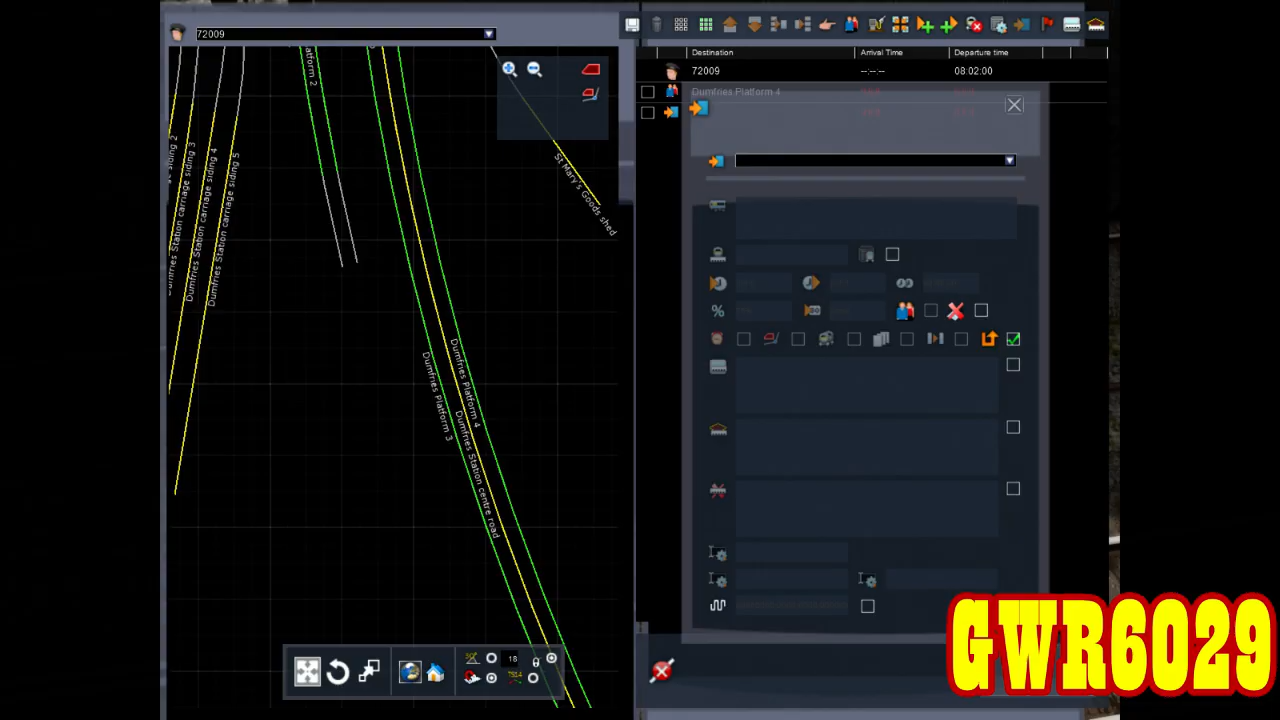 72009
Destination
Arrival Time
Departure time
72009
--:--:--
08:02:00
Dumfries Platform 4
atform 2
St Mary's Goods shed
siding 2
Dumfries Station carriage siding 3
Dumfries Station carriage siding 4
Dumfries Station carriage siding 5
Dumfries Platform 3
Dumfries Platform 4
Dumfries Station centre road
18
GWR6029